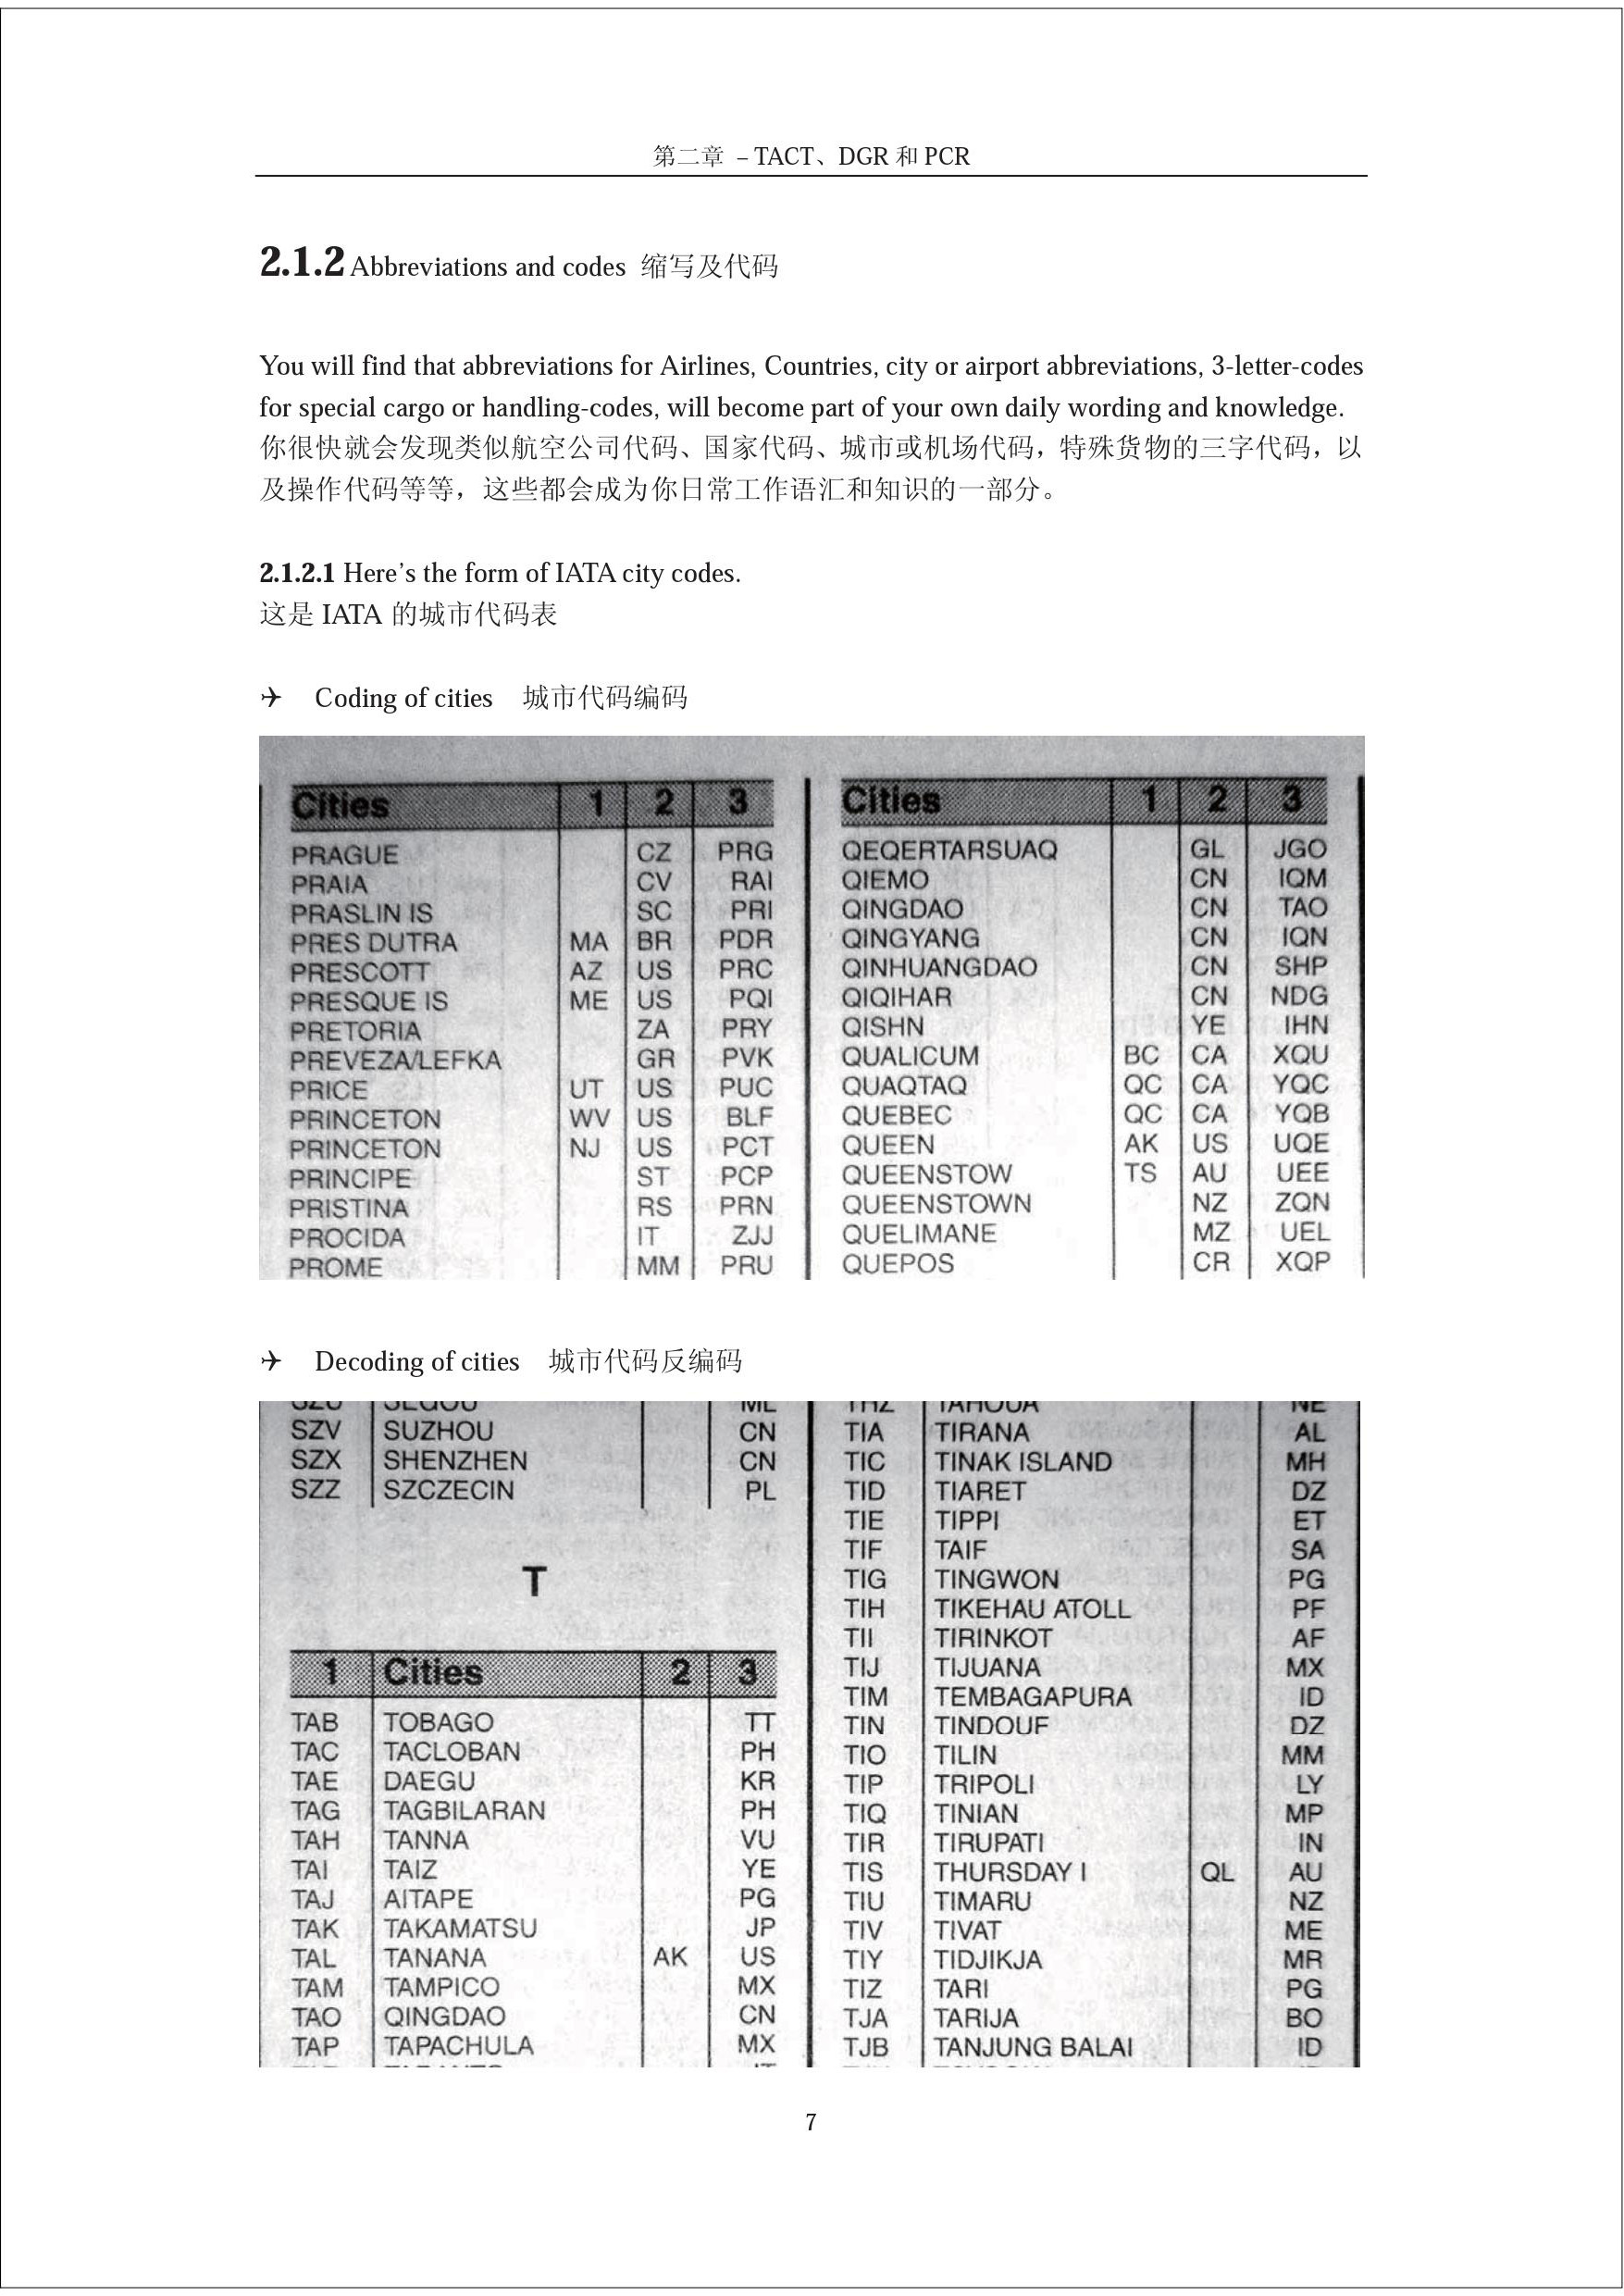 第二章 – TACT、DGR 和 PCR
2.1.2 Abbreviations and codes 缩写及代码
You will find that abbreviations for Airlines, Countries, city or airport abbreviations, 3-letter-codes
for special cargo or handling-codes, will become part of your own daily wording and knowledge.
你很快就会发现类似航空公司代码、国家代码、城市或机场代码，特殊货物的三字代码，以
及操作代码等等，这些都会成为你日常工作语汇和知识的一部分。
2.1.2.1 Here’s the form of IATA city codes.
这是 IATA 的城市代码表
✈ Coding of cities 城市代码编码
Cities 1 2 3
PRAGUE CZ PRG
PRAIA CV RAI
PRASLIN IS SC PRI
PRES DUTRA MA BR PDR
PRESCOTT AZ US PRC
PRESQUE IS ME US PQI
PRETORIA ZA PRY
PREVEZA/LEFKA GR PVK
PRICE UT US PUC
PRINCETON WV US BLF
PRINCETON NJ US PCT
PRINCIPE ST PCP
PRISTINA RS PRN
PROCIDA IT ZJJ
PROME MM PRU
Cities 1 2 3
QEQERTARSUAQ GL JGO
QIEMO CN IQM
QINGDAO CN TAO
QINGYANG CN IQN
QINHUANGDAO CN SHP
QIQIHAR CN NDG
QISHN YE IHN
QUALICUM BC CA XQU
QUAQTAQ QC CA YQC
QUEBEC QC CA YQB
QUEEN AK US UQE
QUEENSTOW TS AU UEE
QUEENSTOWN NZ ZQN
QUELIMANE MZ UEL
QUEPOS CR XQP
✈ Decoding of cities 城市代码反编码
SZV SUZHOU CN
SZX SHENZHEN CN
SZZ SZCZECIN PL
T
1 Cities 2 3
TAB TOBAGO TT
TAC TACLOBAN PH
TAE DAEGU KR
TAG TAGBILARAN PH
TAH TANNA VU
TAI TAIZ YE
TAJ AITAPE PG
TAK TAKAMATSU JP
TAL TANANA AK US
TAM TAMPICO MX
TAO QINGDAO CN
TAP TAPACHULA MX
THZ TAHOUA NE
TIA TIRANA AL
TIC TINAK ISLAND MH
TID TIARET DZ
TIE TIPPI ET
TIF TAIF SA
TIG TINGWON PG
TIH TIKEHAU ATOLL PF
TII TIRINKOT AF
TIJ TIJUANA MX
TIM TEMBAGAPURA ID
TIN TINDOUF DZ
TIO TILIN MM
TIP TRIPOLI LY
TIQ TINIAN MP
TIR TIRUPATI IN
TIS THURSDAY I QL AU
TIU TIMARU NZ
TIV TIVAT ME
TIY TIDJIKJA MR
TIZ TARI PG
TJA TARIJA BO
TJB TANJUNG BALAI ID
7